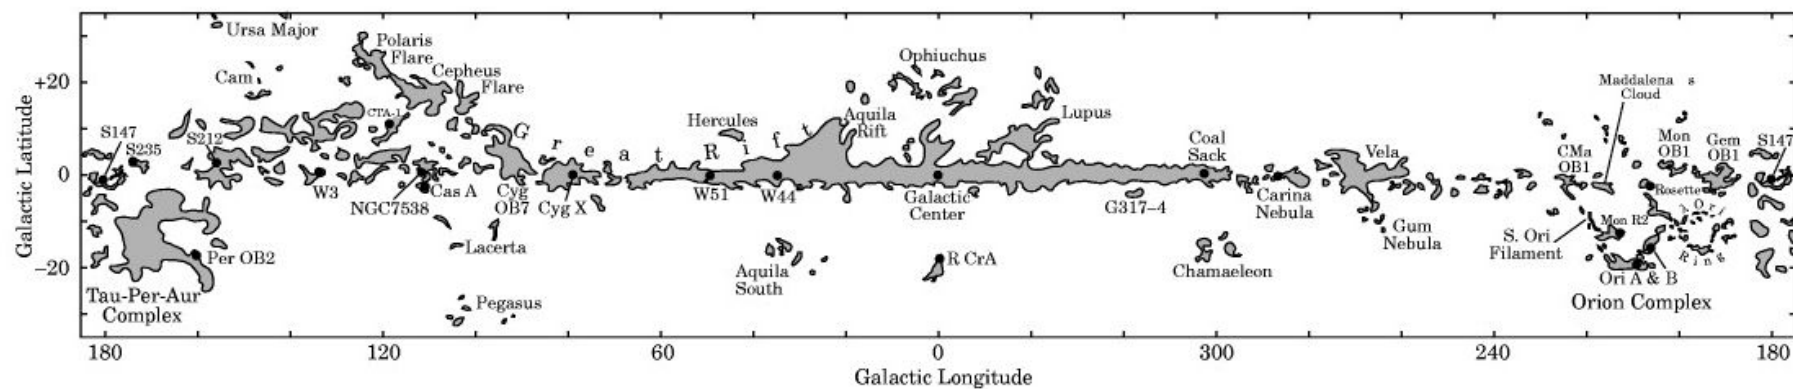 Ursa Major
Polaris
Flare
Cam
Cepheus
Flare
CTA-1
S147
S235
S212
W3
NGC7538
Cas A
Cyg
OB7
Cyg X
Lacerta
Pegasus
Per OB2
Tau-Per-Aur
Complex
G r e a t R i f t
Hercules
W51
W44
Aquila
Rift
Aquila
South
Ophiuchus
Lupus
Galactic
Center
R CrA
G317-4
Coal
Sack
Chamaeleon
Carina
Nebula
Vela
Gum
Nebula
Maddalena s
Cloud
CMa
OB1
Mon
OB1
Gem
OB1
S147
Rosette
λ Ori
Ring
Mon R2
S. Ori
Filament
Ori A & B
Orion Complex
Galactic Latitude
+20
0
−20
180
120
60
0
300
240
180
Galactic Longitude